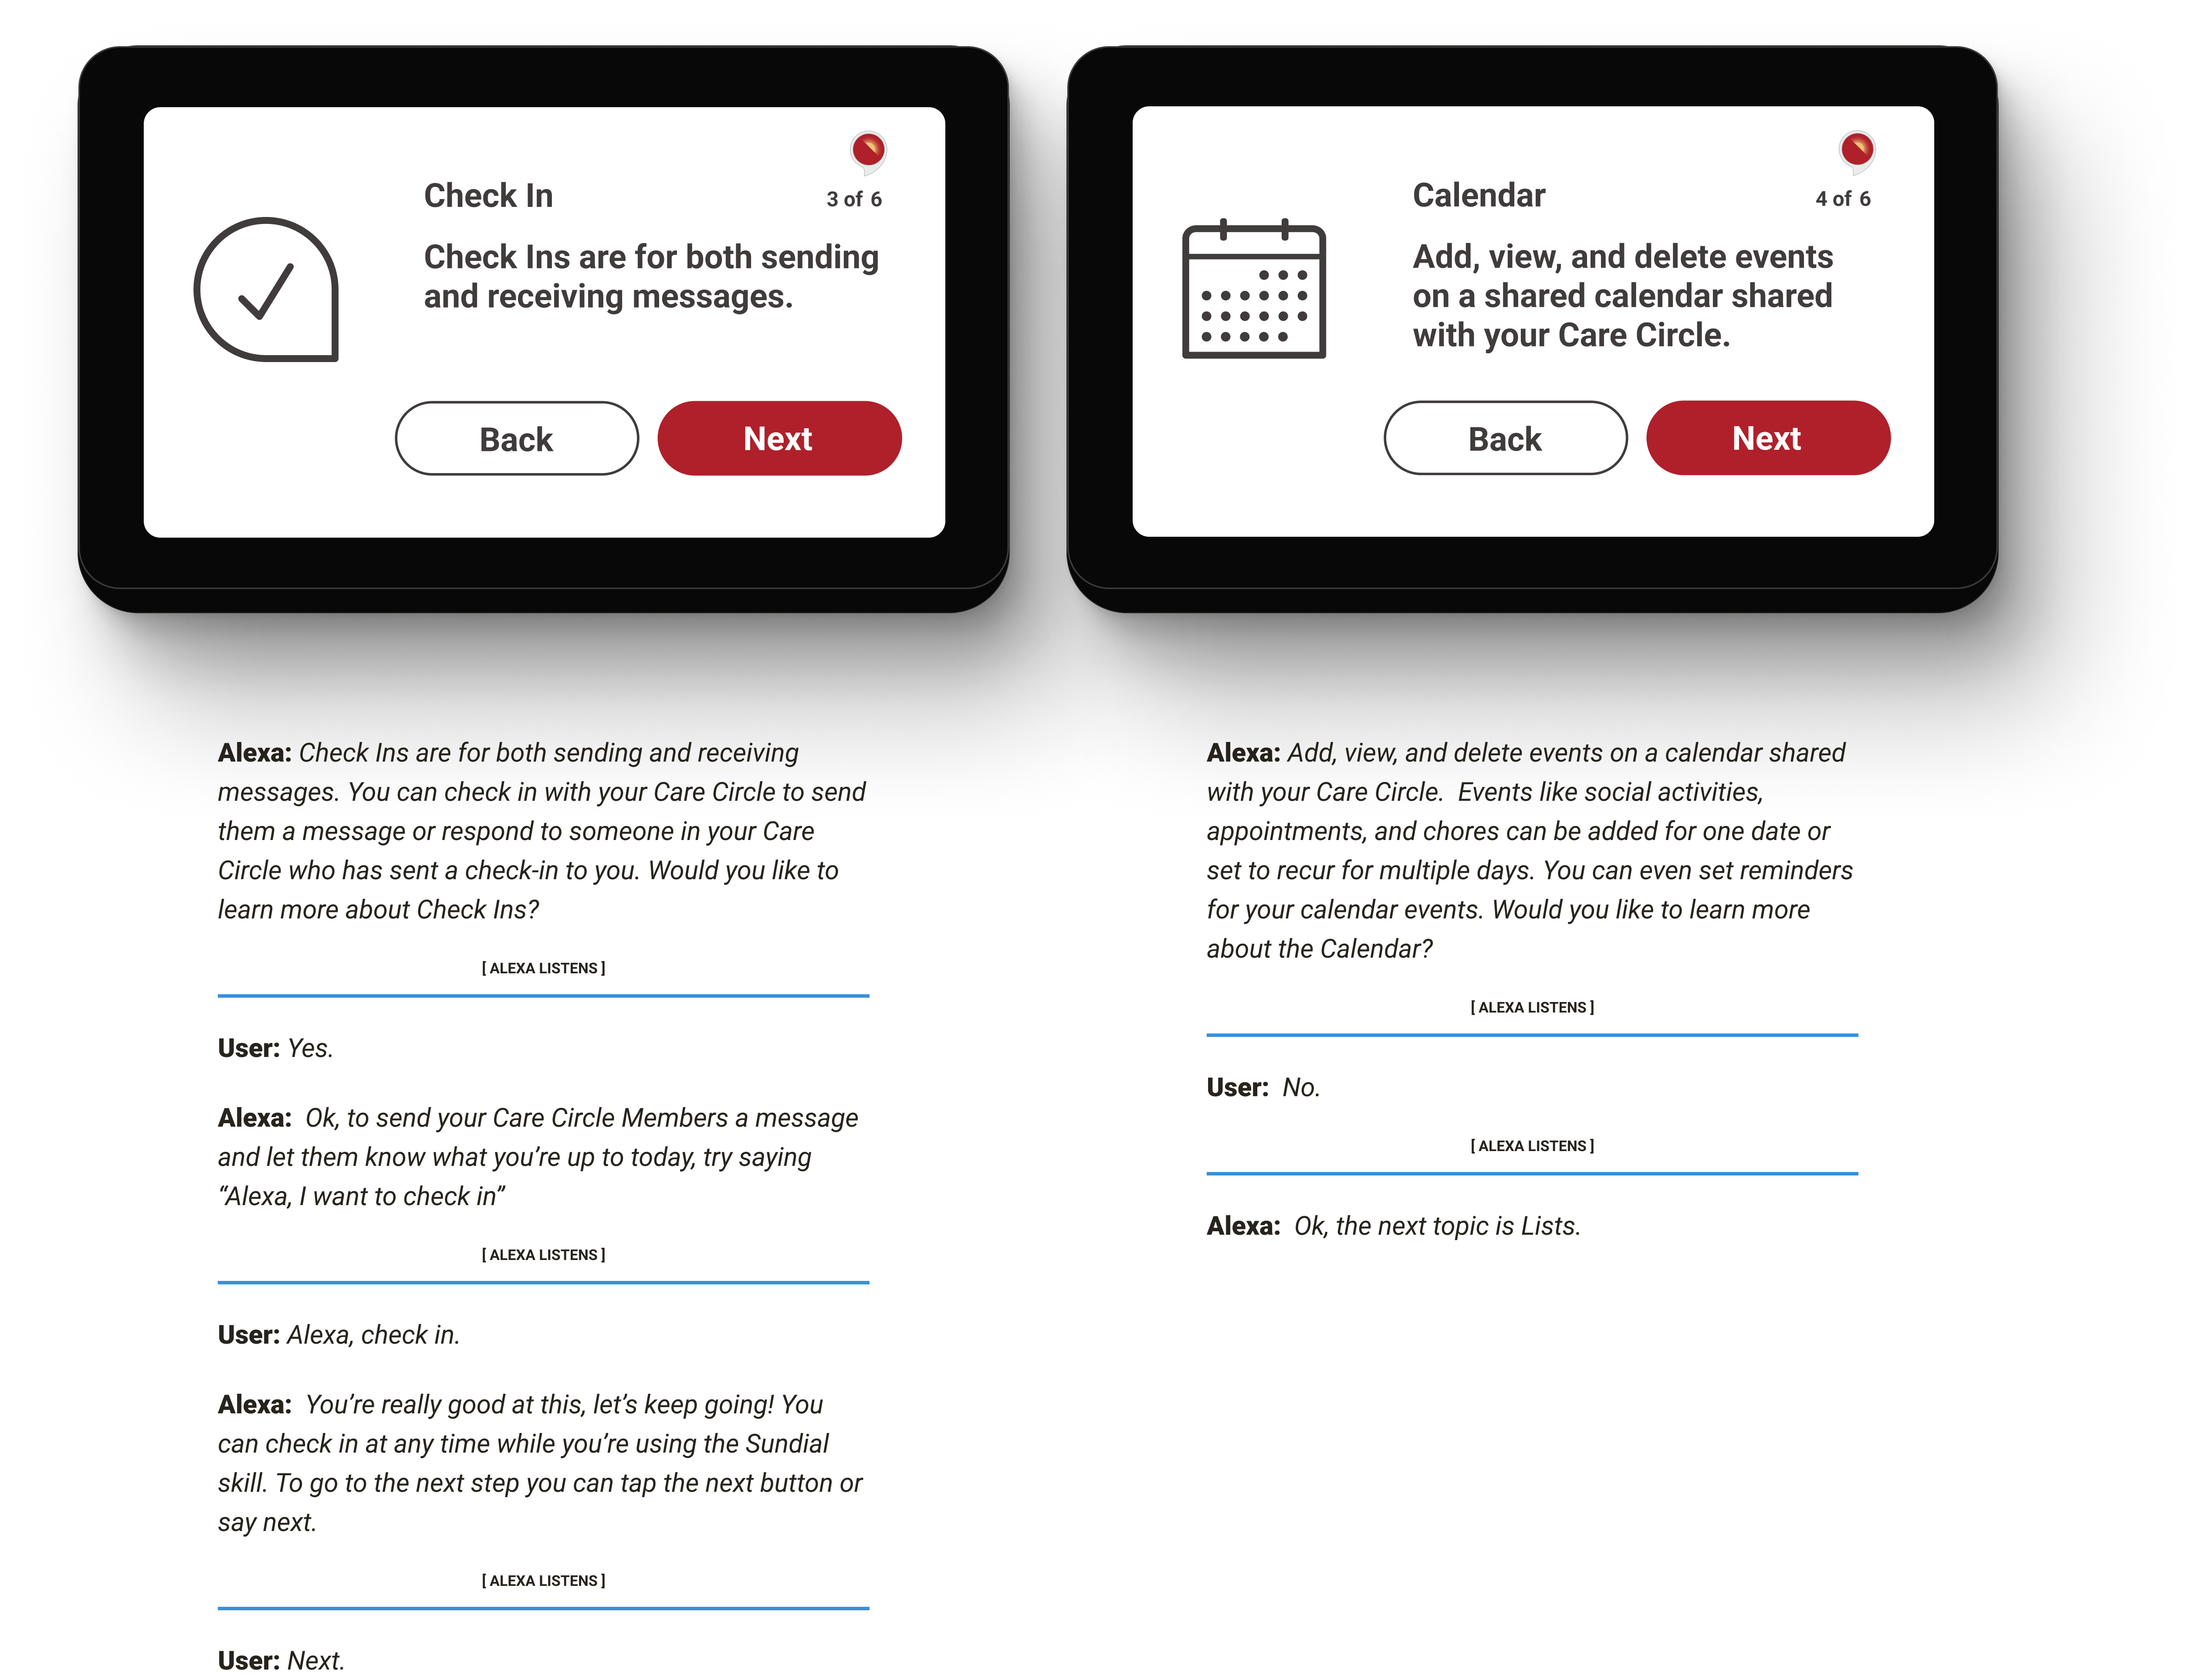 Check In
3 of 6
Check Ins are for both sending
and receiving messages.
Back
Next
Alexa: Check Ins are for both sending and receiving
messages. You can check in with your Care Circle to send
them a message or respond to someone in your Care
Circle who has sent a check-in to you. Would you like to
learn more about Check Ins?
[ ALEXA LISTENS ]
User: Yes.
Alexa: Ok, to send your Care Circle Members a message
and let them know what you’re up to today, try saying
“Alexa, I want to check in”
[ ALEXA LISTENS ]
User: Alexa, check in.
Alexa: You’re really good at this, let’s keep going! You
can check in at any time while you’re using the Sundial
skill. To go to the next step you can tap the next button or
say next.
[ ALEXA LISTENS ]
User: Next.
Calendar
4 of 6
Add, view, and delete events
on a shared calendar shared
with your Care Circle.
Back
Next
Alexa: Add, view, and delete events on a calendar shared
with your Care Circle. Events like social activities,
appointments, and chores can be added for one date or
set to recur for multiple days. You can even set reminders
for your calendar events. Would you like to learn more
about the Calendar?
[ ALEXA LISTENS ]
User: No.
[ ALEXA LISTENS ]
Alexa: Ok, the next topic is Lists.